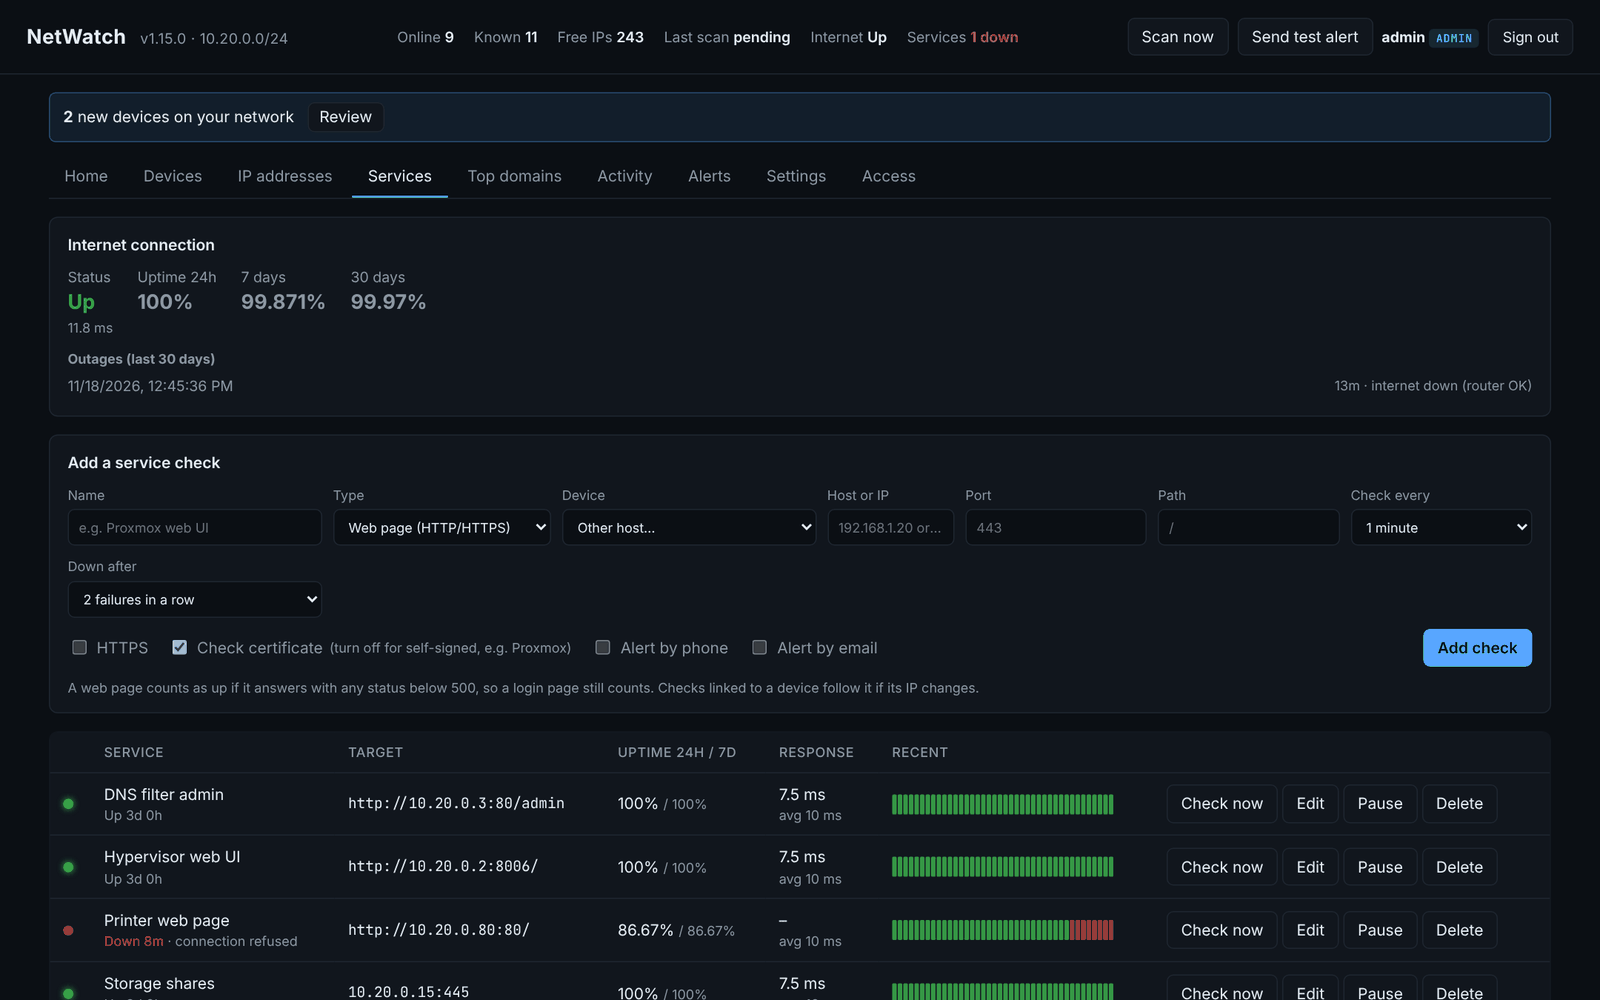 NetWatch v1.15.0 · 10.20.0.0/24 Online 9 Known 11 Free IPs 243 Last scan pending Internet Up Services 1 down Scan now Send test alert admin ADMIN Sign out
2 new devices on your network Review
Home Devices IP addresses Services Top domains Activity Alerts Settings Access
Internet connection
Status Uptime 24h 7 days 30 days
Up 100% 99.871% 99.97%
11.8 ms
Outages (last 30 days)
11/18/2026, 12:45:36 PM 13m · internet down (router OK)
Add a service check
Name Type Device Host or IP Port Path Check every
e.g. Proxmox web UI Web page (HTTP/HTTPS) Other host... 192.168.1.20 or... 443 / 1 minute
Down after
2 failures in a row
HTTPS Check certificate (turn off for self-signed, e.g. Proxmox) Alert by phone Alert by email Add check
A web page counts as up if it answers with any status below 500, so a login page still counts. Checks linked to a device follow it if its IP changes.
SERVICE TARGET UPTIME 24H / 7D RESPONSE RECENT
DNS filter admin http://10.20.0.3:80/admin 100% / 100% 7.5 ms Check now Edit Pause Delete
Up 3d 0h avg 10 ms
Hypervisor web UI http://10.20.0.2:8006/ 100% / 100% 7.5 ms Check now Edit Pause Delete
Up 3d 0h avg 10 ms
Printer web page http://10.20.0.80:80/ 86.67% / 86.67% – Check now Edit Pause Delete
Down 8m · connection refused avg 10 ms
Storage shares 10.20.0.15:445 100% / 100% 7.5 ms Check now Edit Pause Delete